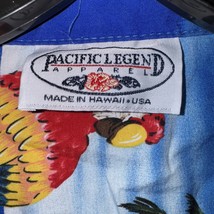 PACIFIC LEGEND
APPAREL
MADE IN HAWAII • USA